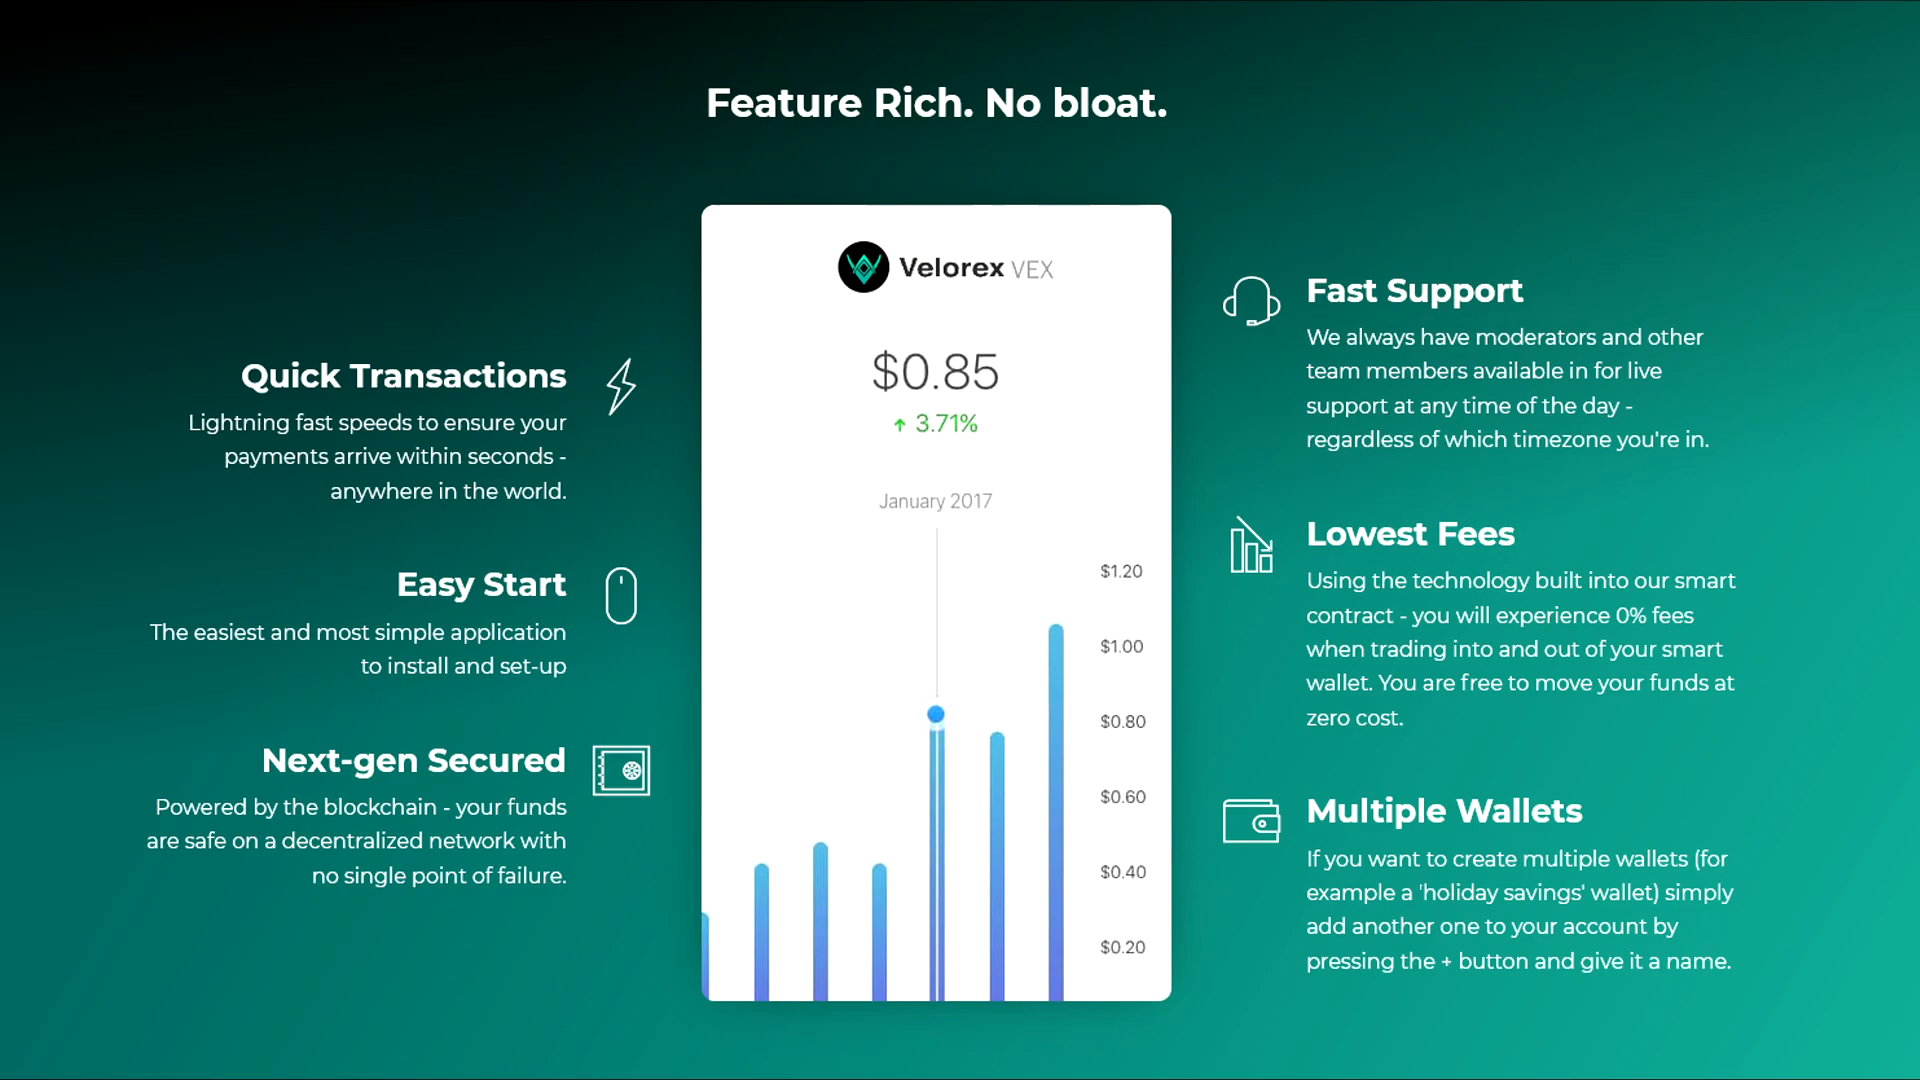 Feature Rich. No bloat.
Quick Transactions
Lightning fast speeds to ensure your
payments arrive within seconds -
anywhere in the world.
Easy Start
The easiest and most simple application
to install and set-up
Next-gen Secured
Powered by the blockchain - your funds
are safe on a decentralized network with
no single point of failure.
Velorex VEX
$0.85
↑ 3.71%
January 2017
$1.20
$1.00
$0.80
$0.60
$0.40
$0.20
Fast Support
We always have moderators and other
team members available in for live
support at any time of the day -
regardless of which timezone you're in.
Lowest Fees
Using the technology built into our smart
contract - you will experience 0% fees
when trading into and out of your smart
wallet. You are free to move your funds at
zero cost.
Multiple Wallets
If you want to create multiple wallets (for
example a 'holiday savings' wallet) simply
add another one to your account by
pressing the + button and give it a name.